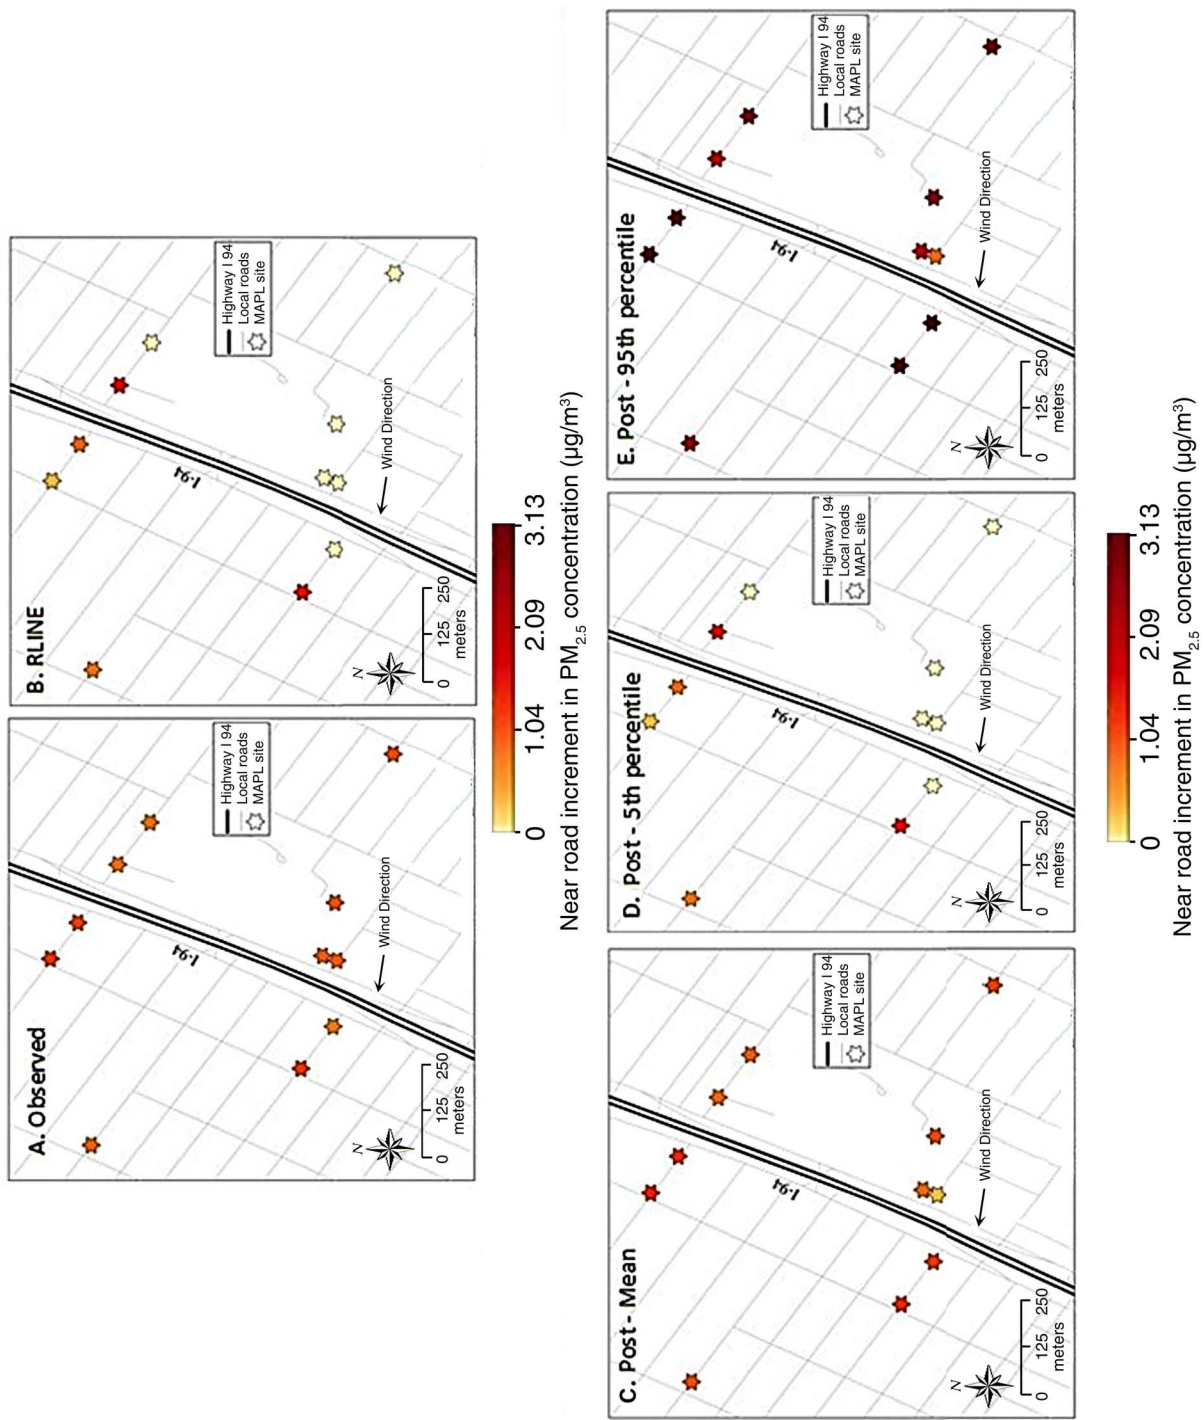 A. Observed
I-94
Highway I 94
Local roads
MAPL site
Wind Direction
N
0 125 250
meters
B. RLINE
I-94
Highway I 94
Local roads
MAPL site
Wind Direction
N
0 125 250
meters
0 1.04 2.09 3.13
Near road increment in PM2.5 concentration (µg/m³)
C. Post - Mean
I-94
Highway I 94
Local roads
MAPL site
Wind Direction
N
0 125 250
meters
D. Post - 5th percentile
I-94
Highway I 94
Local roads
MAPL site
Wind Direction
N
0 125 250
meters
E. Post - 95th percentile
I-94
Highway I 94
Local roads
MAPL site
Wind Direction
N
0 125 250
meters
0 1.04 2.09 3.13
Near road increment in PM2.5 concentration (µg/m³)